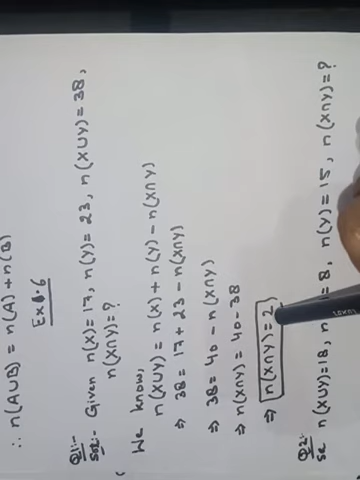 ∴ n(A∪B) = n(A) + n(B)
Ex 1.6
Q1:-
Sol:- Given n(X)=17, n(Y)=23, n(X∪Y)=38,
n(X∩Y)=?
We know,
n(X∪Y) = n(X) + n(Y) - n(X∩Y)
⇒ 38 = 17 + 23 - n(X∩Y)
⇒ 38 = 40 - n(X∩Y)
⇒ n(X∩Y) = 40 - 38
⇒ n(X∩Y) = 2
Q2:-
n(X∪Y)=18, n = 8, n(Y)=15, n(X∩Y)=?